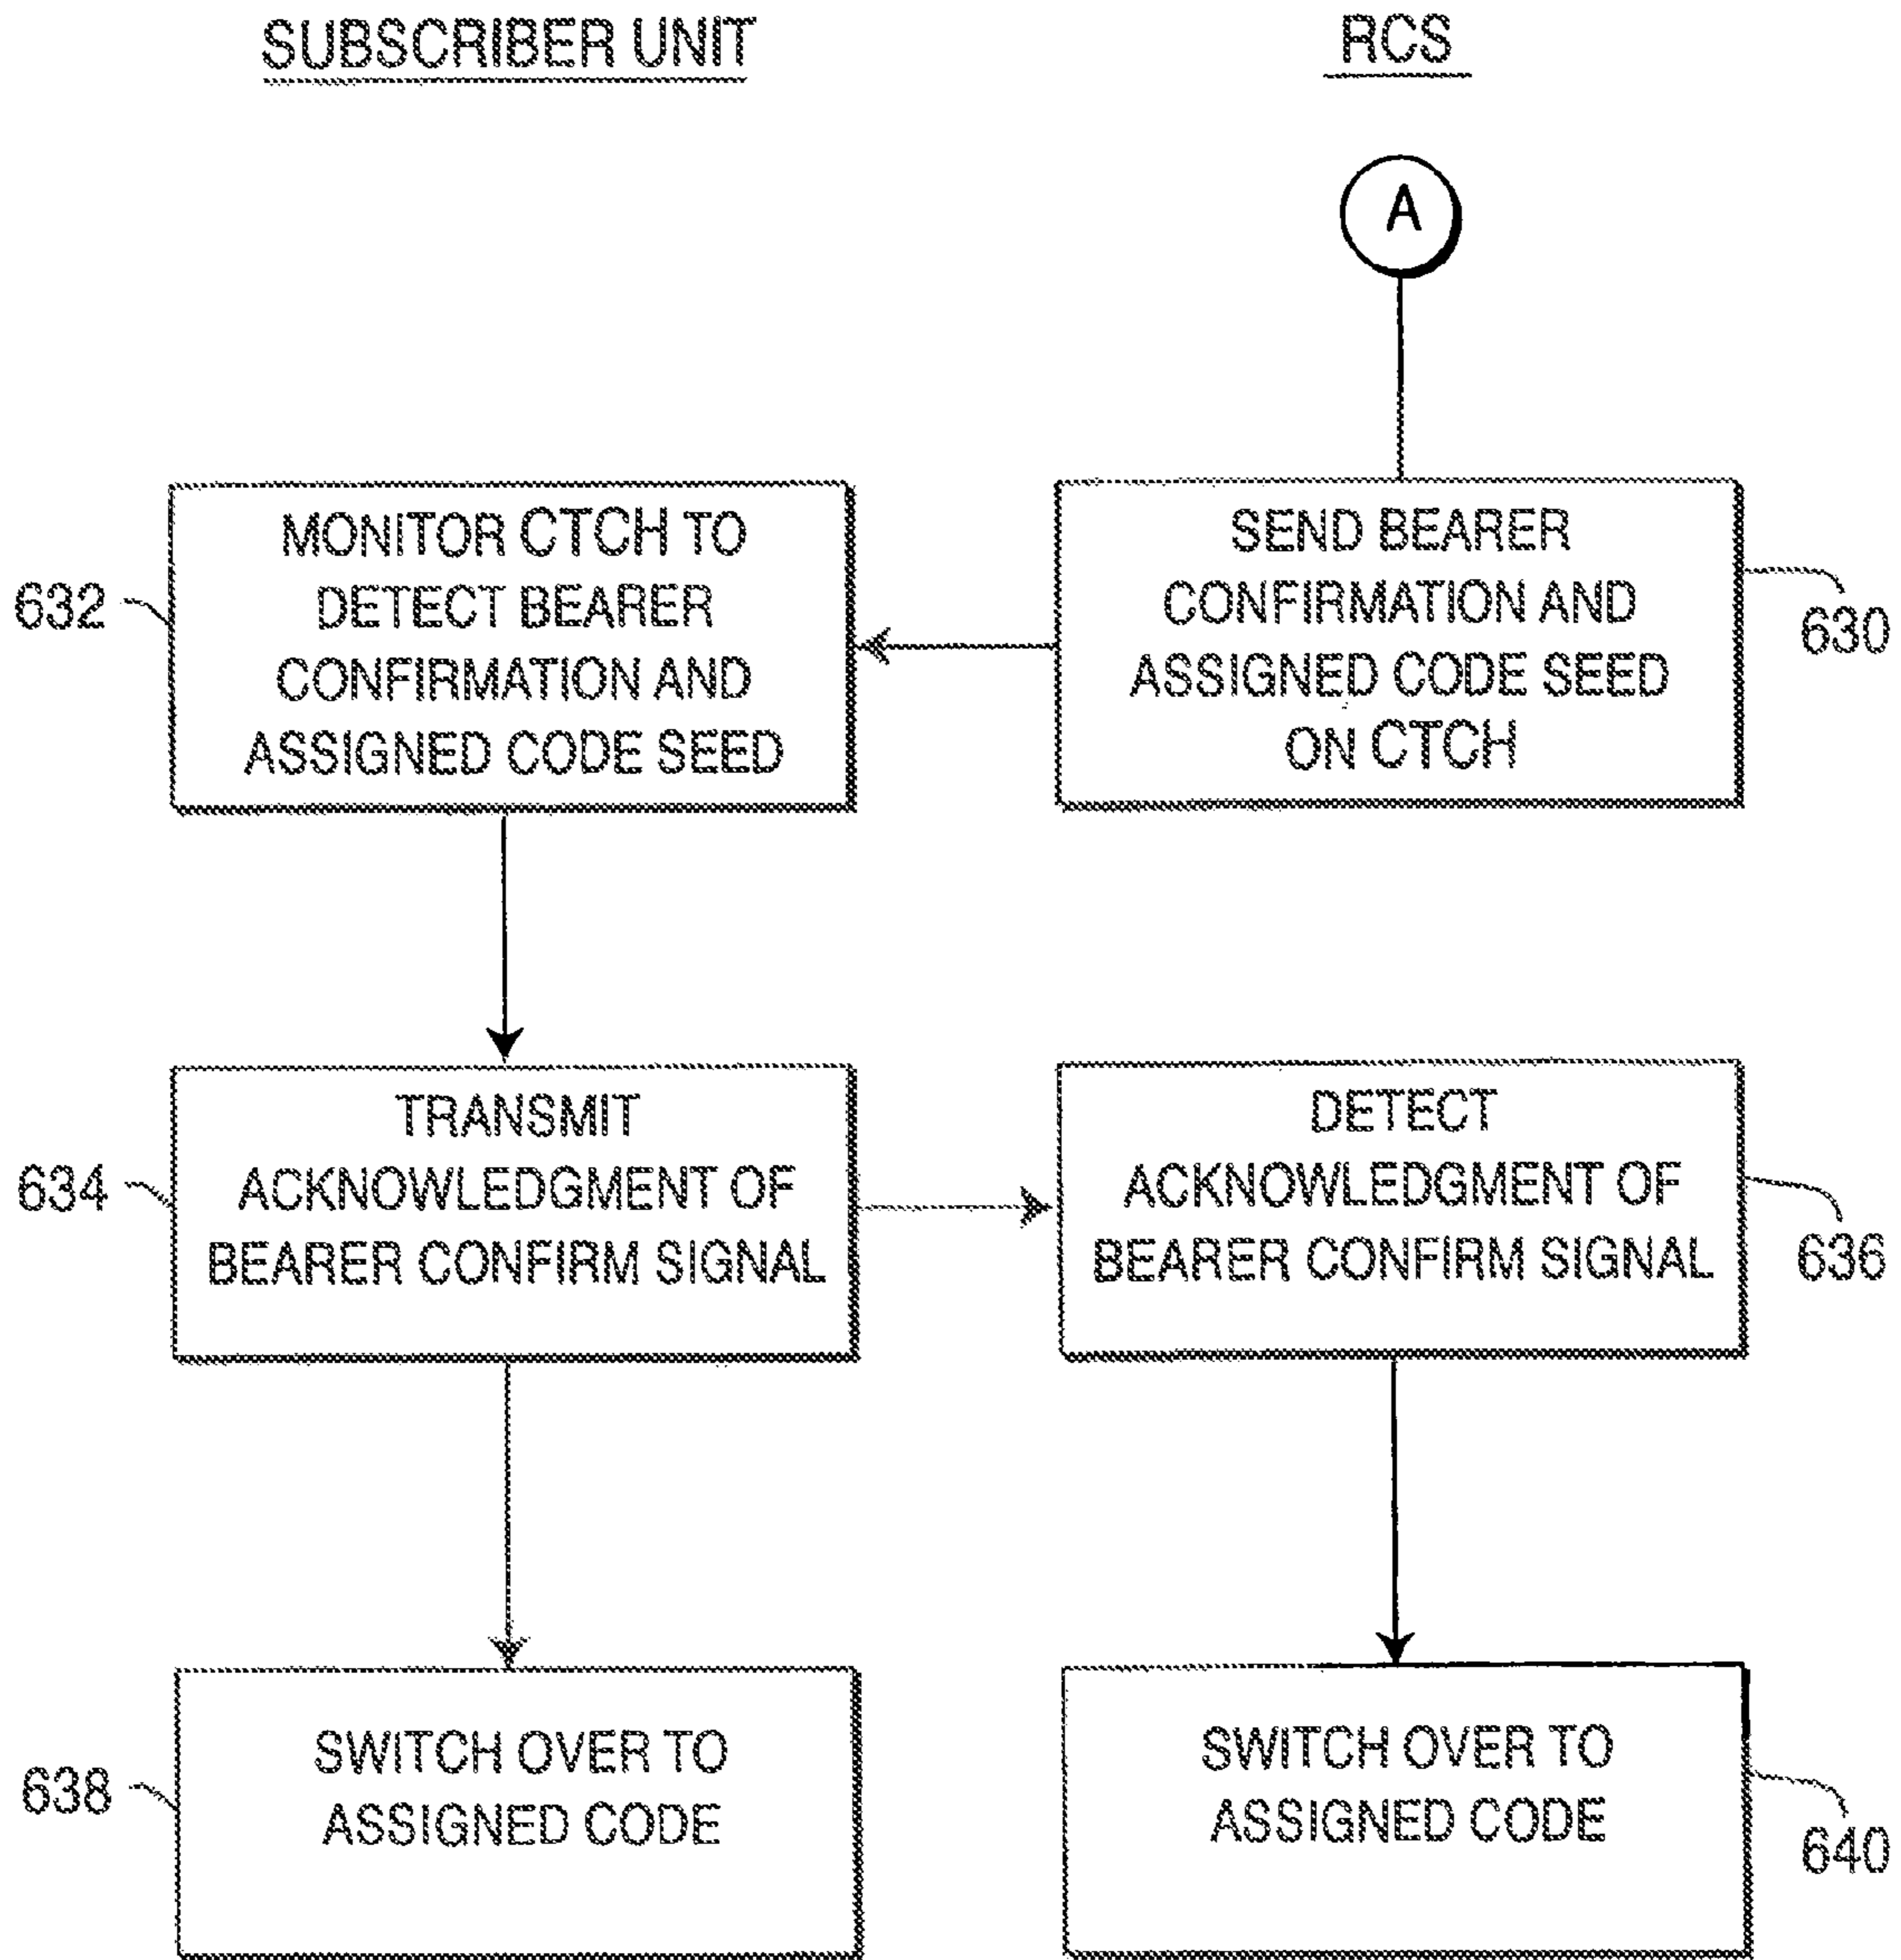 SUBSCRIBER UNIT
RCS
A
MONITOR CTCH TO
DETECT BEARER
CONFIRMATION AND
ASSIGNED CODE SEED
632
SEND BEARER
CONFIRMATION AND
ASSIGNED CODE SEED
ON CTCH
630
TRANSMIT
ACKNOWLEDGMENT OF
BEARER CONFIRM SIGNAL
634
DETECT
ACKNOWLEDGMENT OF
BEARER CONFIRM SIGNAL
636
SWITCH OVER TO
ASSIGNED CODE
638
SWITCH OVER TO
ASSIGNED CODE
640